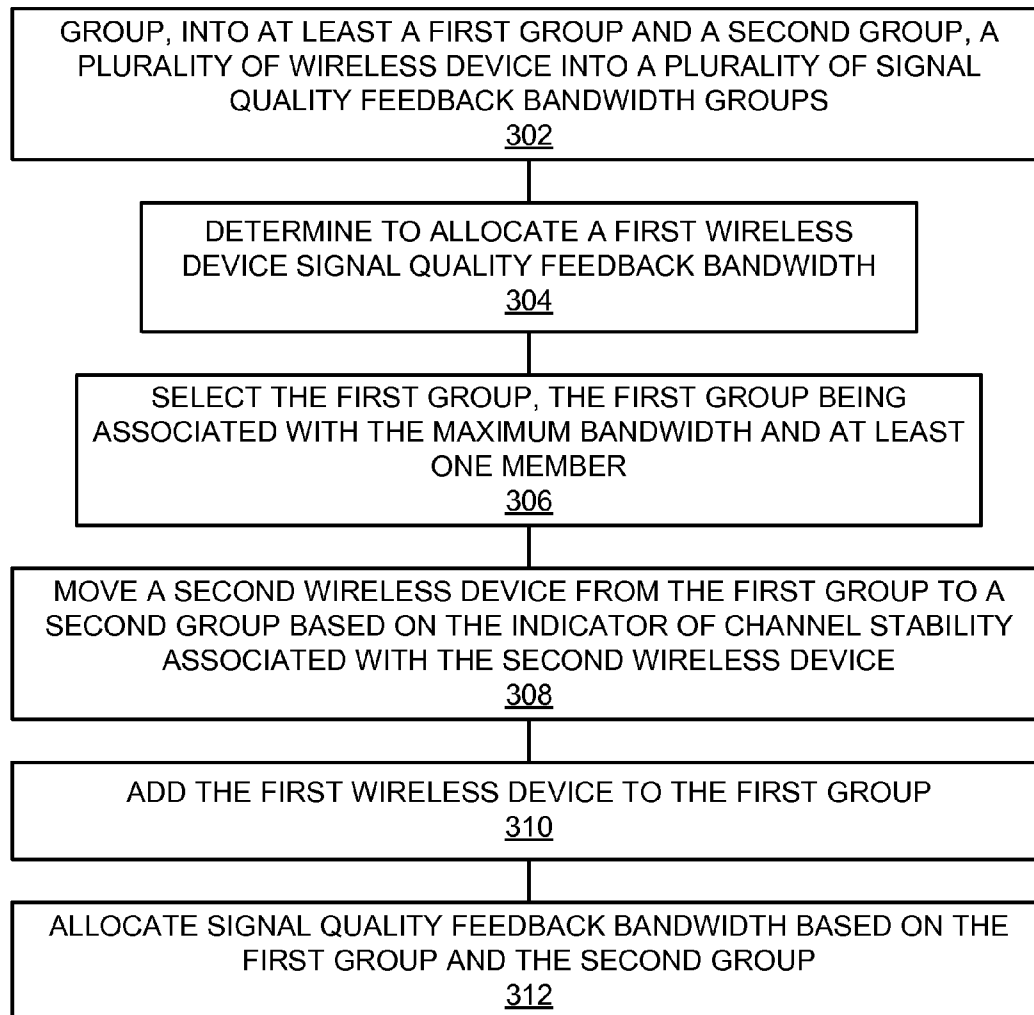 GROUP, INTO AT LEAST A FIRST GROUP AND A SECOND GROUP, A
PLURALITY OF WIRELESS DEVICE INTO A PLURALITY OF SIGNAL
QUALITY FEEDBACK BANDWIDTH GROUPS
302
DETERMINE TO ALLOCATE A FIRST WIRELESS
DEVICE SIGNAL QUALITY FEEDBACK BANDWIDTH
304
SELECT THE FIRST GROUP, THE FIRST GROUP BEING
ASSOCIATED WITH THE MAXIMUM BANDWIDTH AND AT LEAST
ONE MEMBER
306
MOVE A SECOND WIRELESS DEVICE FROM THE FIRST GROUP TO A
SECOND GROUP BASED ON THE INDICATOR OF CHANNEL STABILITY
ASSOCIATED WITH THE SECOND WIRELESS DEVICE
308
ADD THE FIRST WIRELESS DEVICE TO THE FIRST GROUP
310
ALLOCATE SIGNAL QUALITY FEEDBACK BANDWIDTH BASED ON THE
FIRST GROUP AND THE SECOND GROUP
312